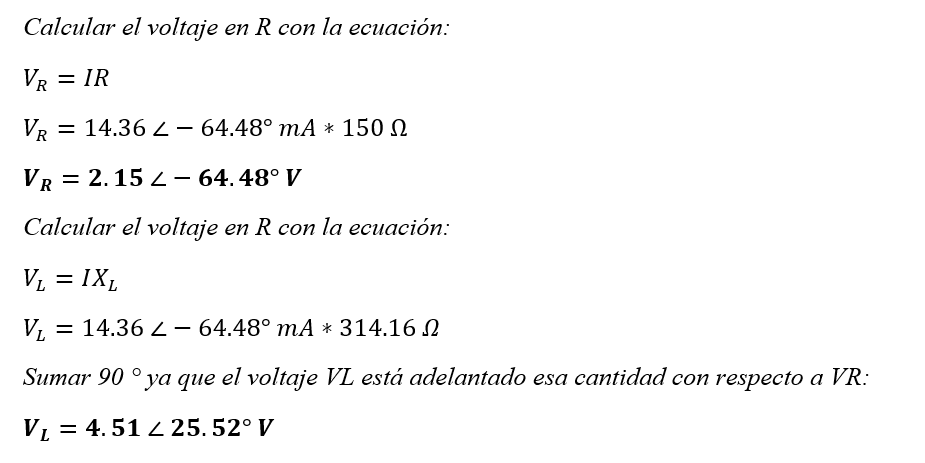 Calcular el voltaje en R con la ecuación:
V_R = IR
V_R = 14.36 ∠ − 64.48° mA ∗ 150 Ω
V_R = 2.15 ∠ − 64.48° V
Calcular el voltaje en R con la ecuación:
V_L = IX_L
V_L = 14.36 ∠ − 64.48° mA ∗ 314.16 Ω
Sumar 90 ° ya que el voltaje VL está adelantado esa cantidad con respecto a VR:
V_L = 4.51 ∠ 25.52° V